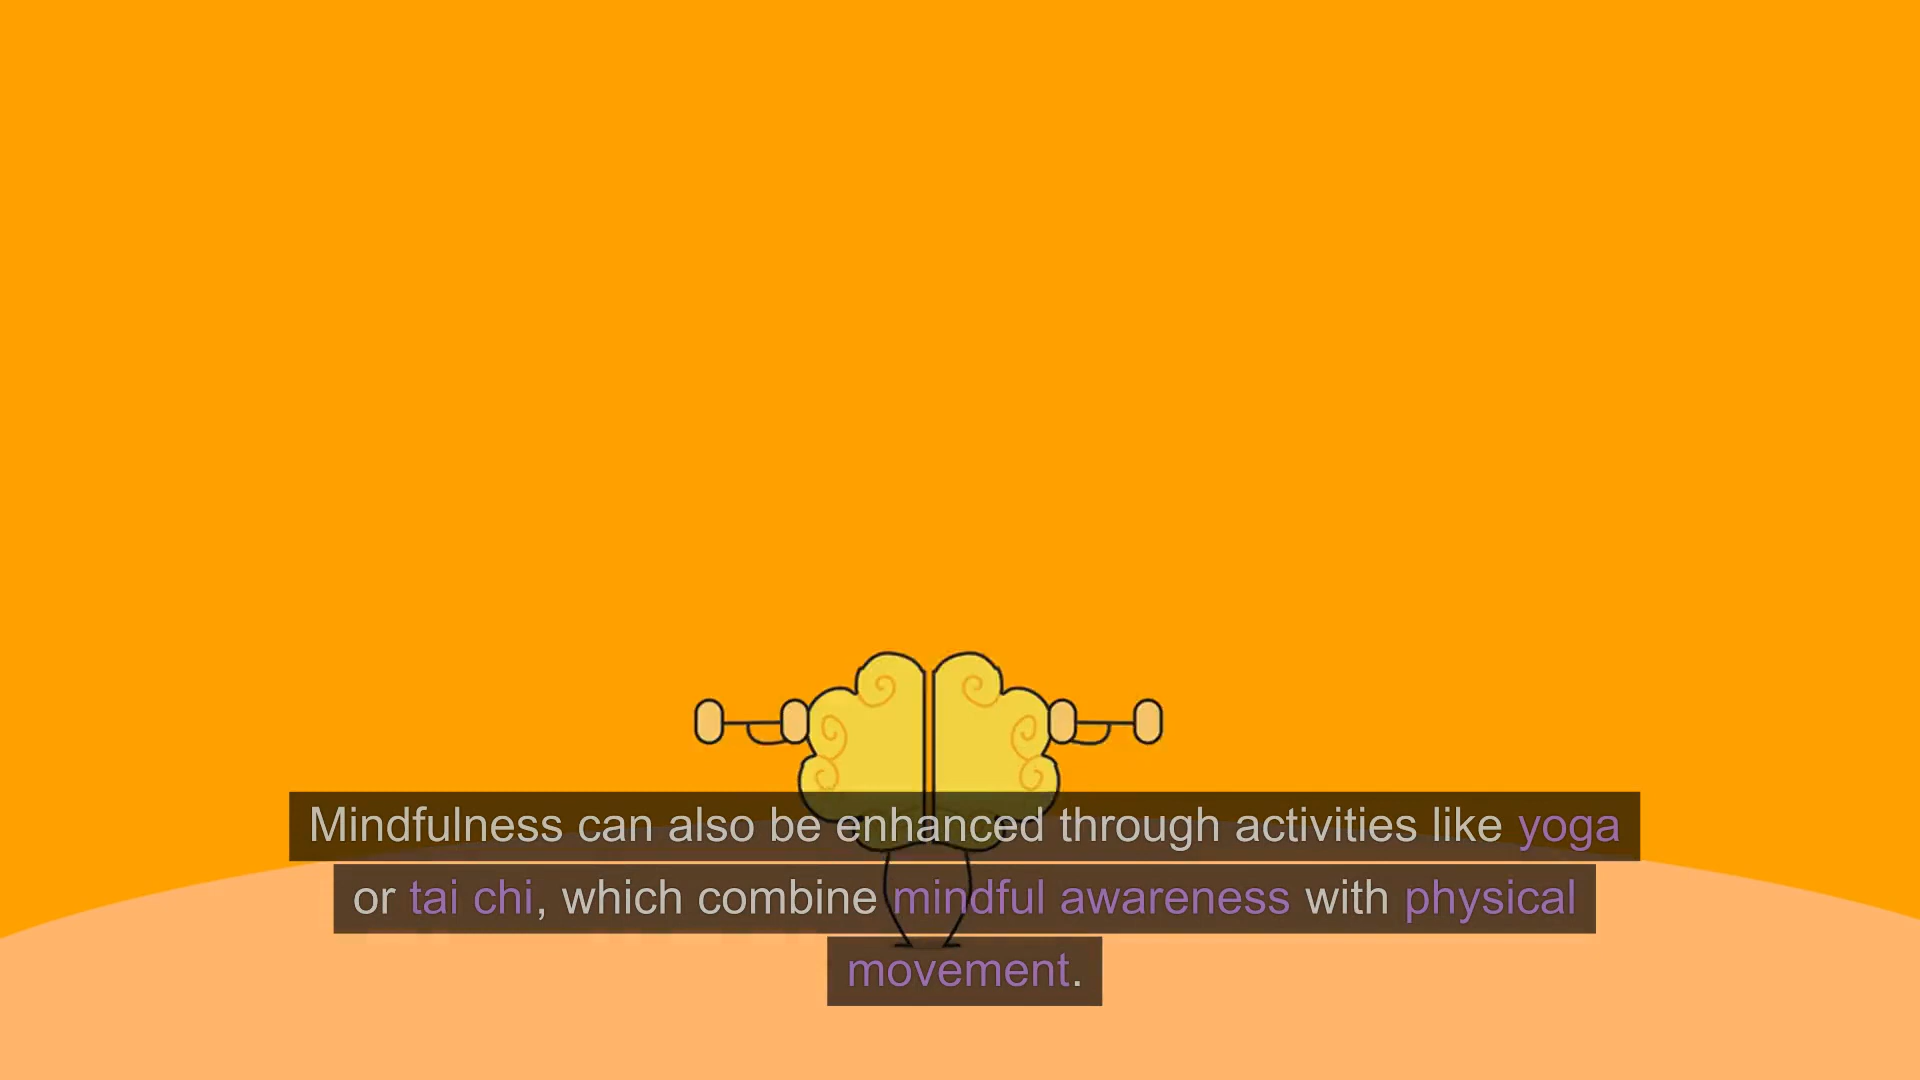 Mindfulness can also be enhanced through activities like yoga
or tai chi, which combine mindful awareness with physical
movement.